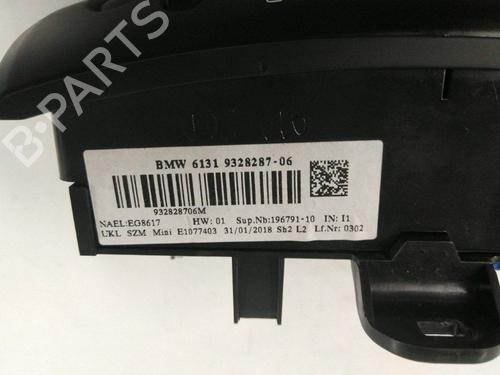 BMW 6131 9328287-06
932828706M
NAEL:EG8617 HW: 01 Sup.Nb:196791-10 IN: I1
UKL SZM Mini E1077403 31/01/2018 Sb2 L2 Lf.Nr: 0302
B-PARTS